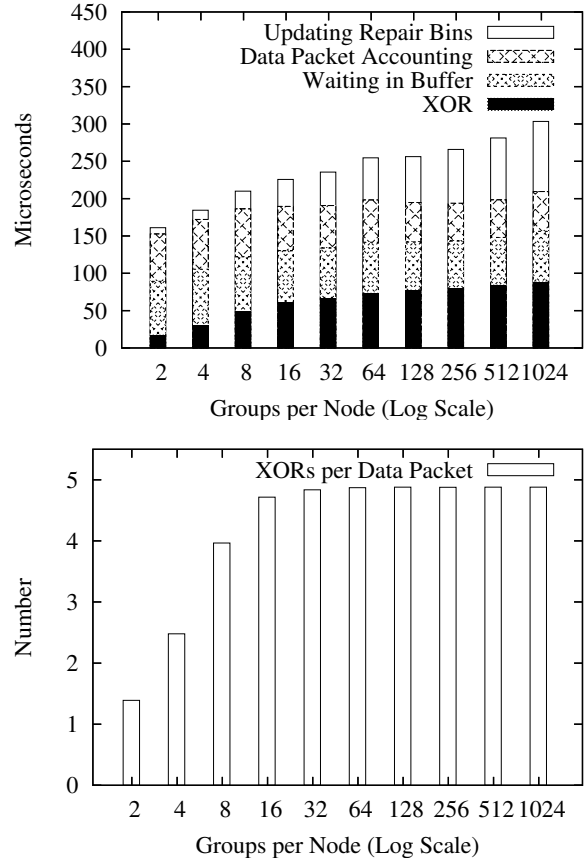 450
400
350
300
250
200
150
100
50
0
Microseconds
Updating Repair Bins
Data Packet Accounting
Waiting in Buffer
XOR
2 4 8 16 32 64 128 256 512 1024
Groups per Node (Log Scale)
5
4
3
2
1
0
Number
XORs per Data Packet
2 4 8 16 32 64 128 256 512 1024
Groups per Node (Log Scale)